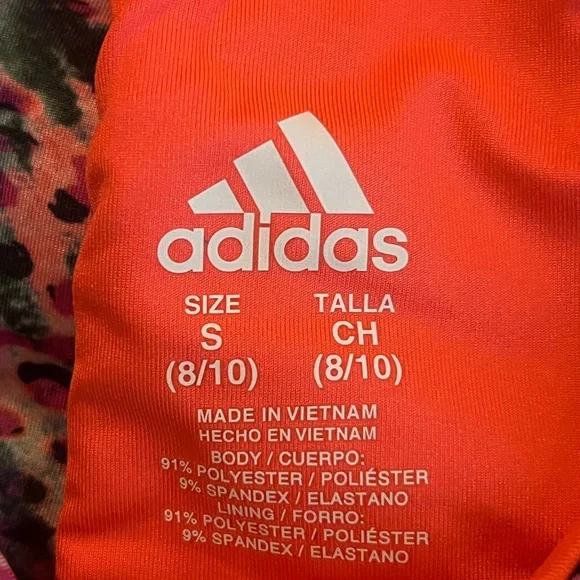 adidas
SIZE TALLA
S CH
(8/10) (8/10)
MADE IN VIETNAM
HECHO EN VIETNAM
BODY / CUERPO:
91% POLYESTER / POLIÉSTER
9% SPANDEX / ELASTANO
LINING / FORRO:
91% POLYESTER / POLIÉSTER
9% SPANDEX / ELASTANO